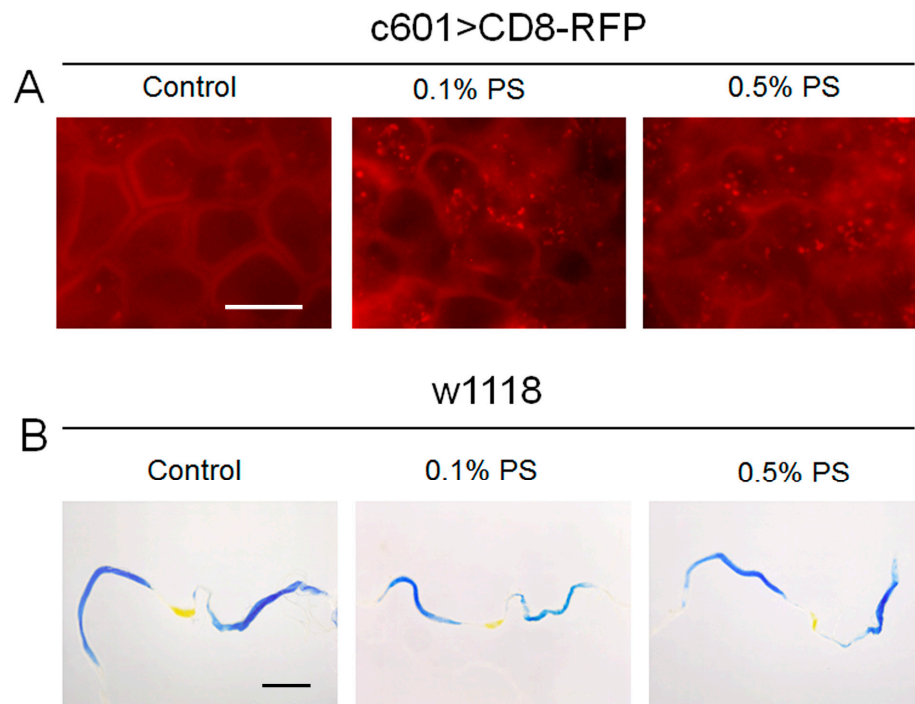 c601>CD8-RFP
A
Control 0.1% PS 0.5% PS
w1118
B
Control 0.1% PS 0.5% PS